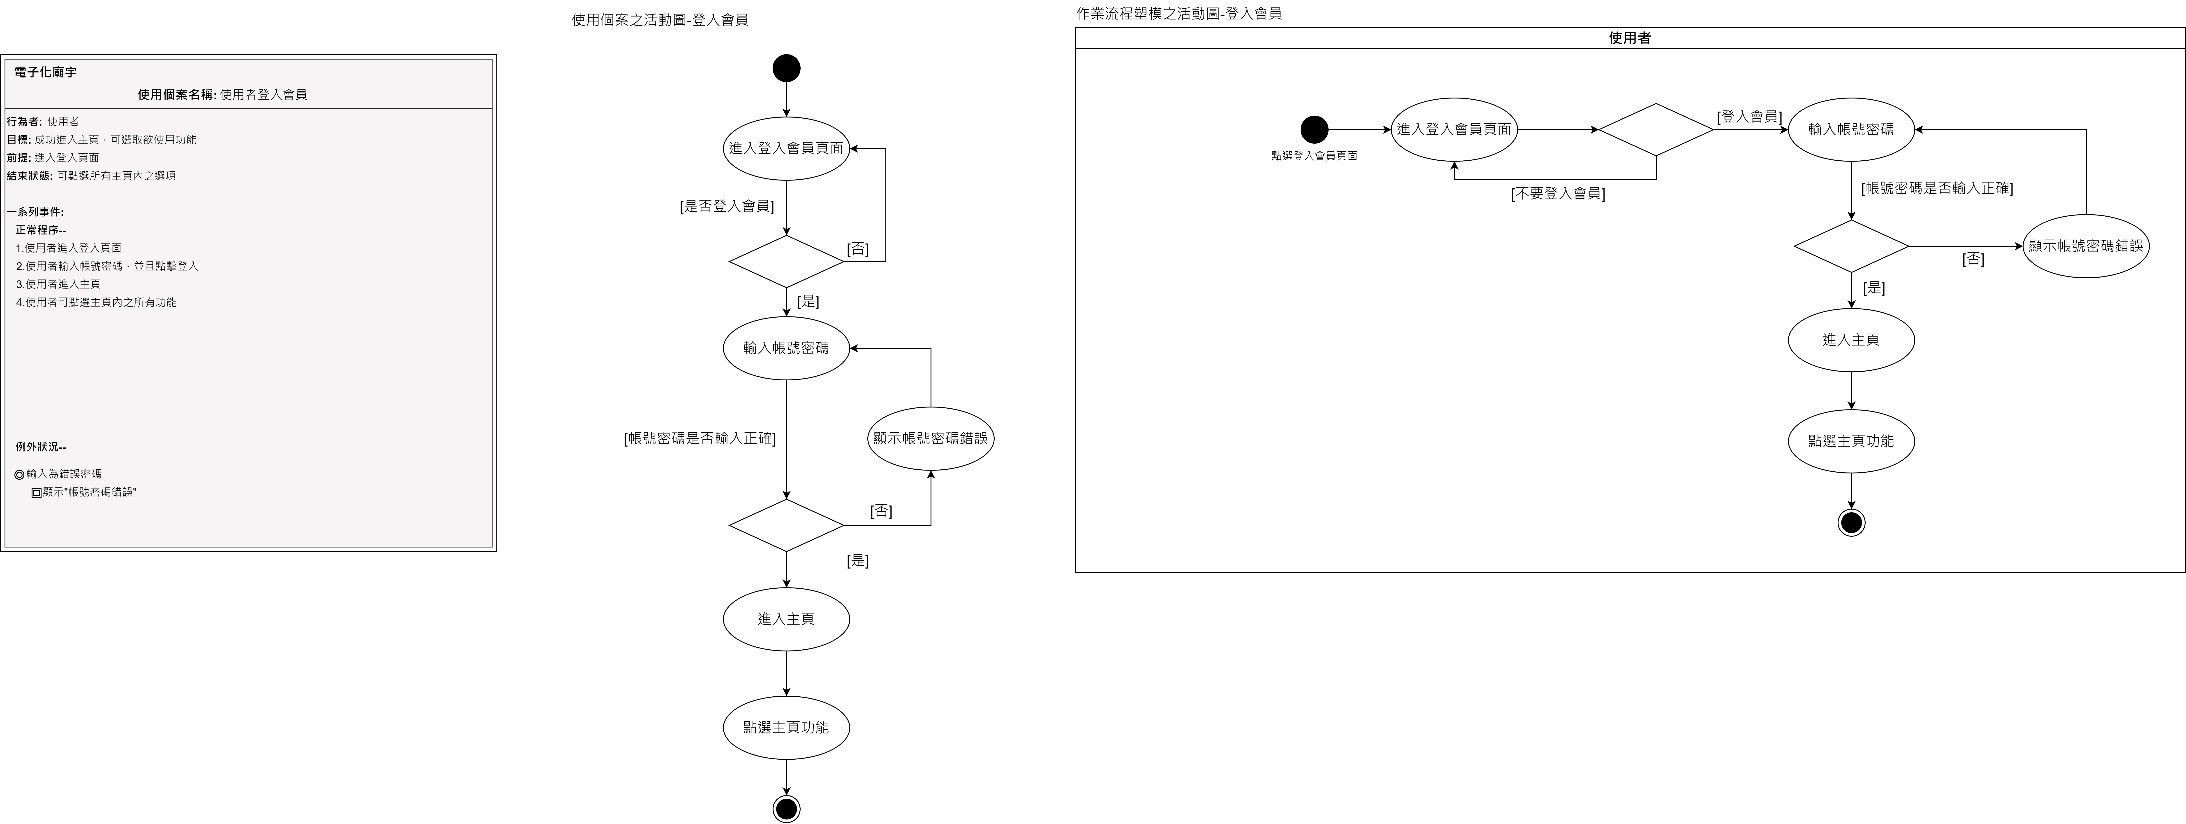 電子化廟宇
使用個案名稱: 使用者登入會員
行為者: 使用者
目標: 成功進入主頁，可選取欲使用功能
前提: 進入登入頁面
結束狀態: 可點選所有主頁內之選項
一系列事件:
正常程序--
1.使用者進入登入頁面
2.使用者輸入帳號密碼，並且點擊登入
3.使用者進入主頁
4.使用者可點選主頁內之所有功能
例外狀況--
◎輸入為錯誤密碼
回顯示"帳號密碼錯誤"
使用個案之活動圖-登入會員
進入登入會員頁面
[是否登入會員]
[否]
[是]
輸入帳號密碼
[帳號密碼是否輸入正確]
顯示帳號密碼錯誤
[否]
[是]
進入主頁
點選主頁功能
作業流程塑模之活動圖-登入會員
使用者
點選登入會員頁面
進入登入會員頁面
[登入會員]
[不要登入會員]
輸入帳號密碼
[帳號密碼是否輸入正確]
顯示帳號密碼錯誤
[否]
[是]
進入主頁
點選主頁功能